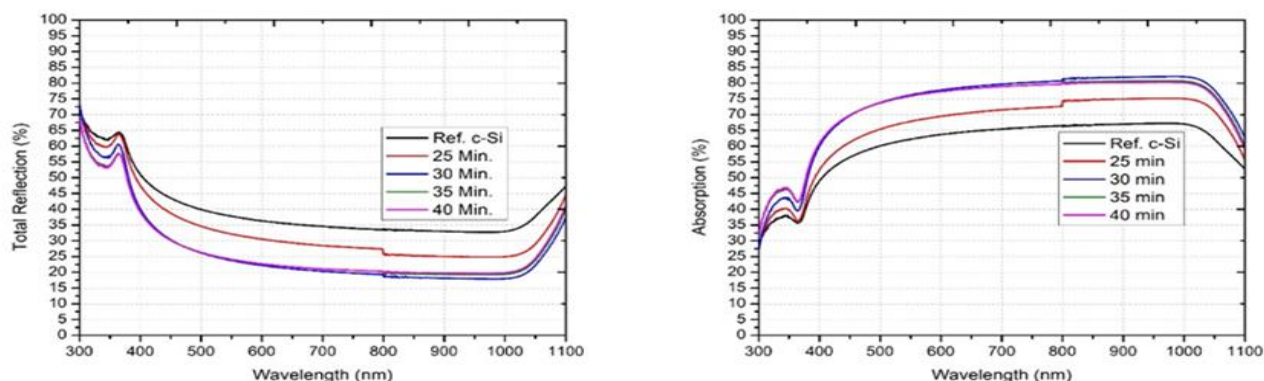 100
95
90
85
80
75
70
65
60
55
50
45
40
35
30
25
20
15
10
5
0
Total Reflection (%)
Ref. c-Si
25 Min.
30 Min.
35 Min.
40 Min.
300 400 500 600 700 800 900 1000 1100
Wavelength (nm)
100
95
90
85
80
75
70
65
60
55
50
45
40
35
30
25
20
15
10
5
0
Absorption (%)
Ref. c-Si
25 min
30 min
35 min
40 min
300 400 500 600 700 800 900 1000 1100
Wavelength (nm)